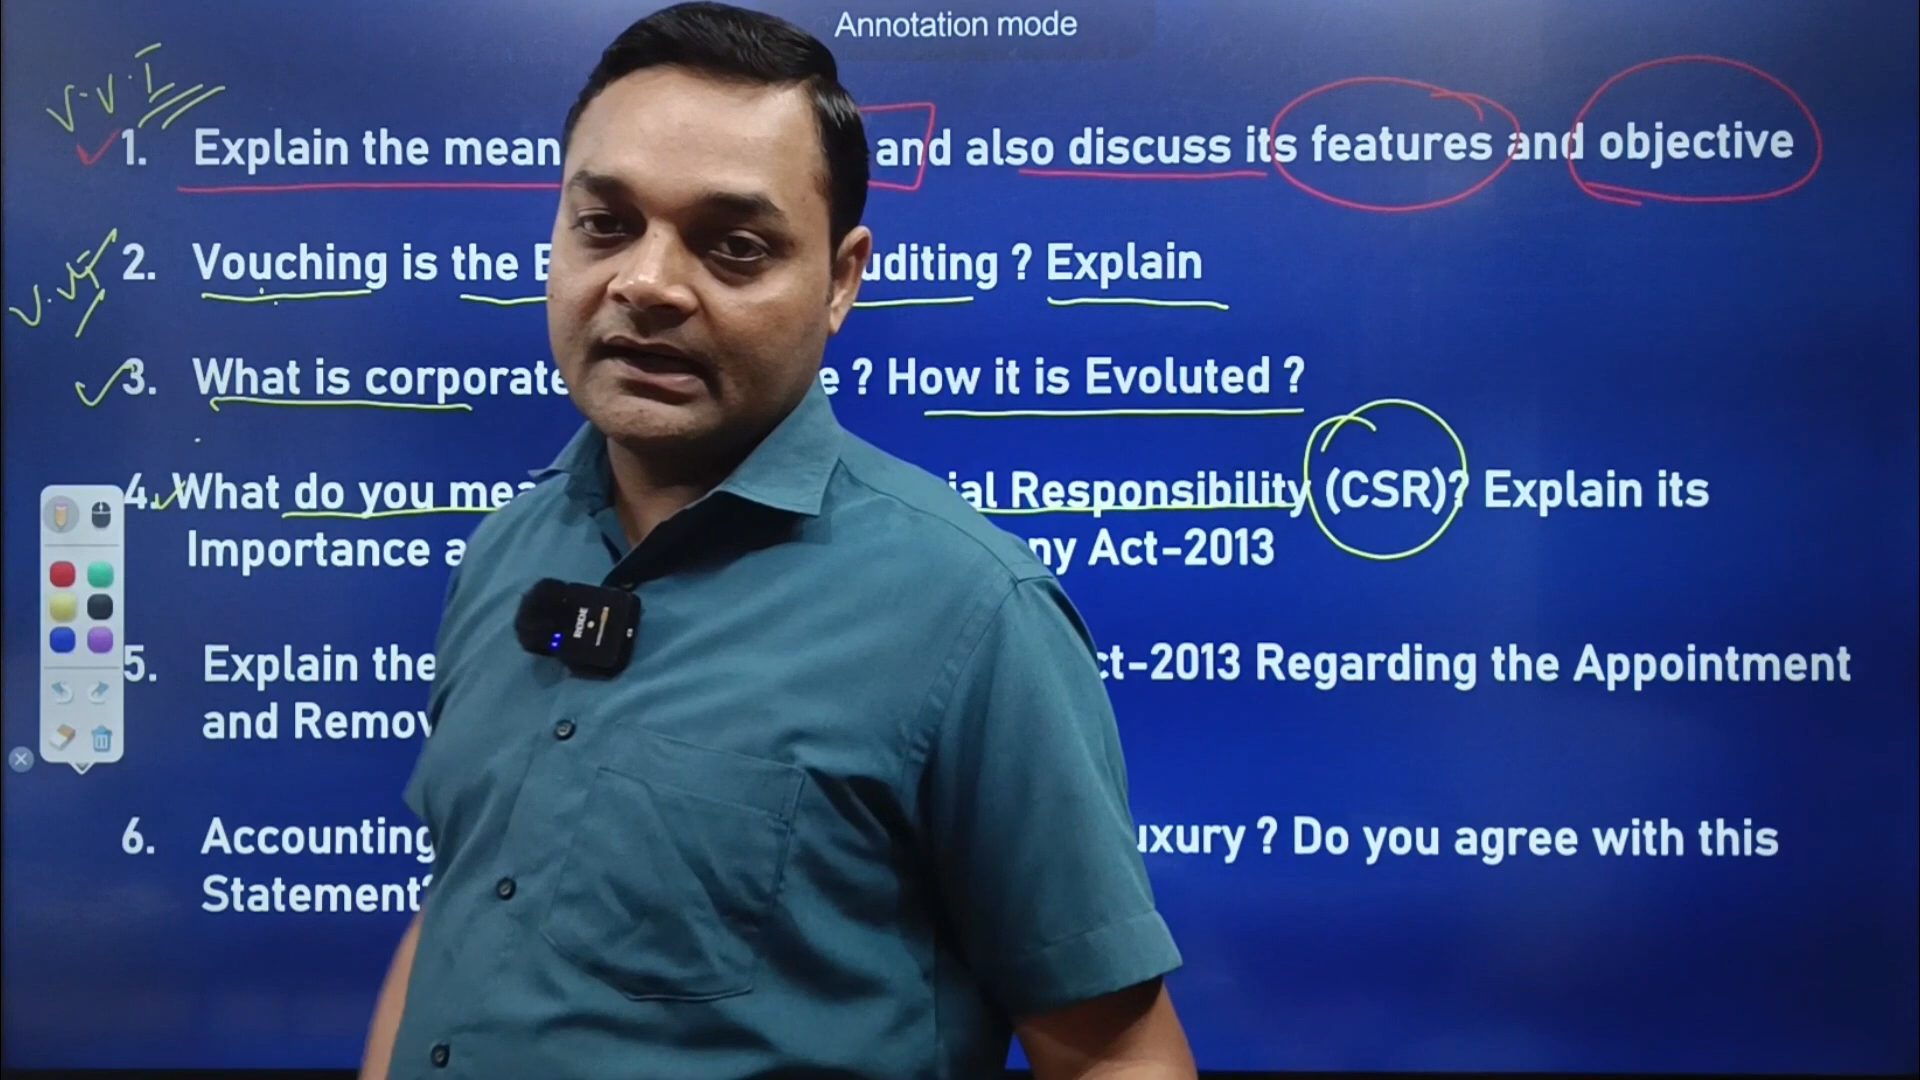 Annotation mode
V.V.I
1. Explain the mean and also discuss its features and objective
V.VI
2. Vouching is the uditing ? Explain
3. What is corporate e ? How it is Evoluted ?
4. What do you mea ial Responsibility (CSR)? Explain its
Importance a ny Act-2013
5. Explain the ct-2013 Regarding the Appointment
and Remov
6. Accounting uxury ? Do you agree with this
Statement?
RODE